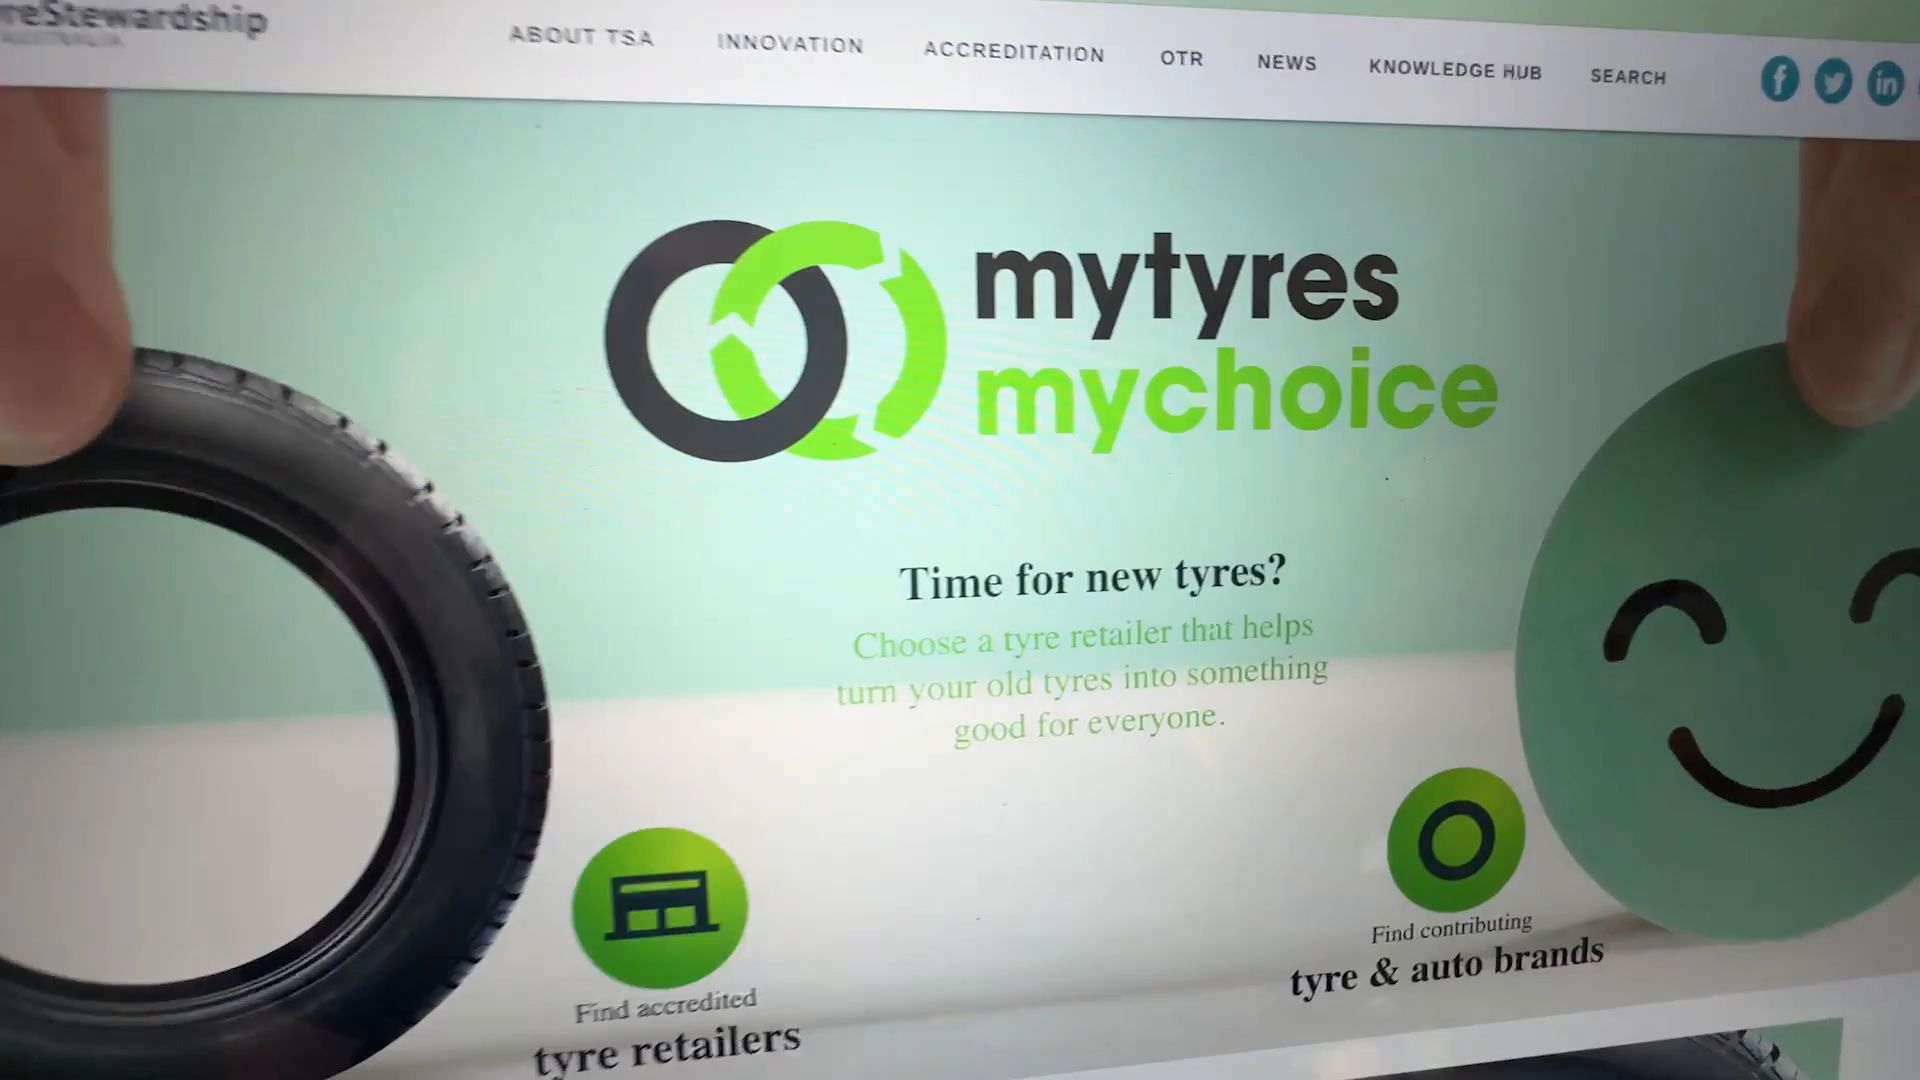 reStewardship
AUSTRALIA
ABOUT TSA
INNOVATION
ACCREDITATION
OTR
NEWS
KNOWLEDGE HUB
SEARCH
mytyres
mychoice
Time for new tyres?
Choose a tyre retailer that helps
turn your old tyres into something
good for everyone.
Find accredited
tyre retailers
Find contributing
tyre & auto brands